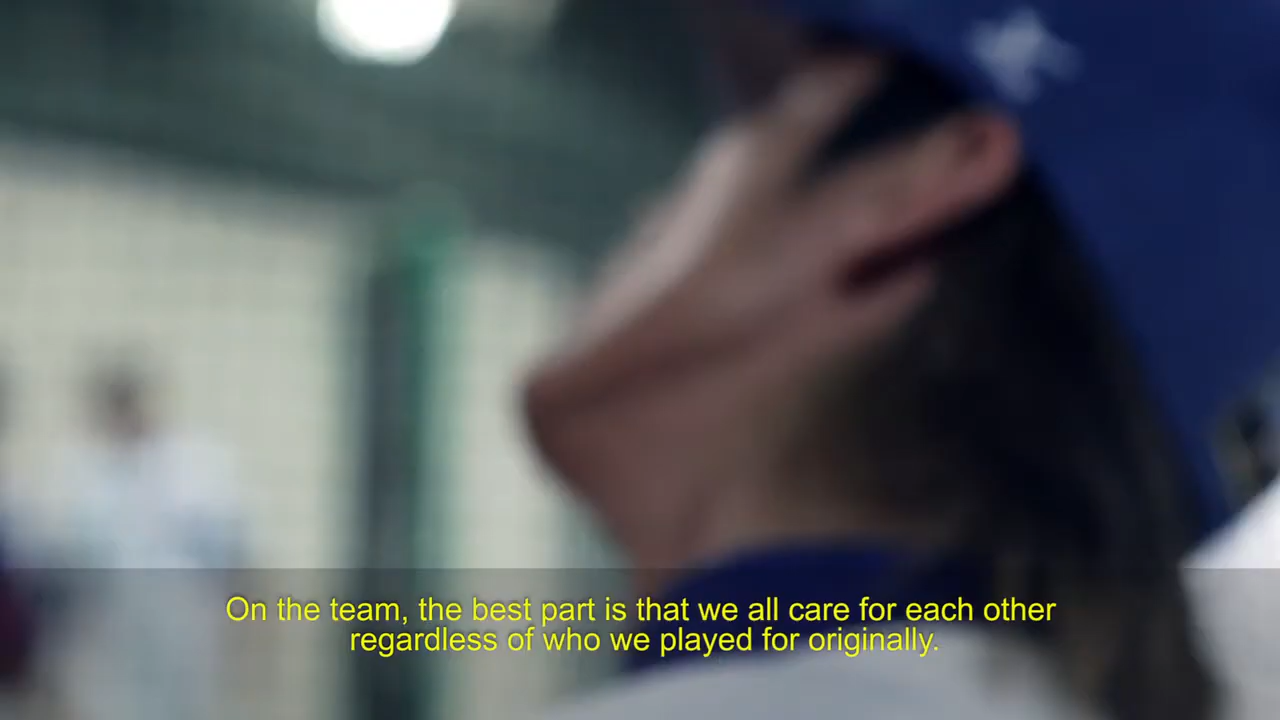 On the team, the best part is that we all care for each other
regardless of who we played for originally.